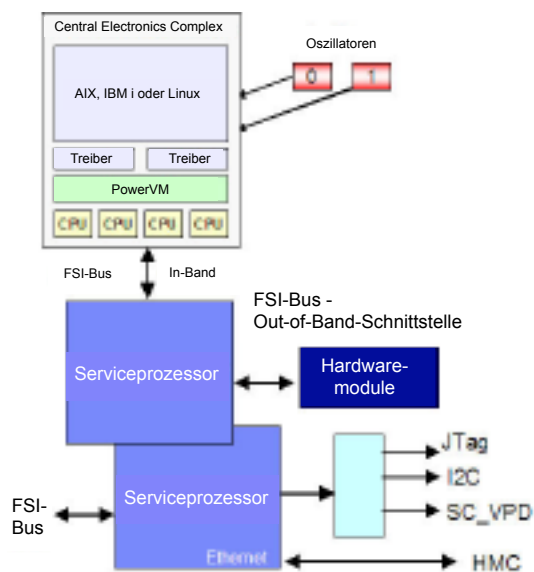 Central Electronics Complex
Oszillatoren
0
1
AIX, IBM i oder Linux
Treiber
Treiber
PowerVM
CPU
CPU
CPU
CPU
FSI-Bus
In-Band
FSI-Bus -
Out-of-Band-Schnittstelle
Serviceprozessor
Hardware-
module
Serviceprozessor
JTag
I2C
SC_VPD
FSI-
Bus
Ethernet
HMC